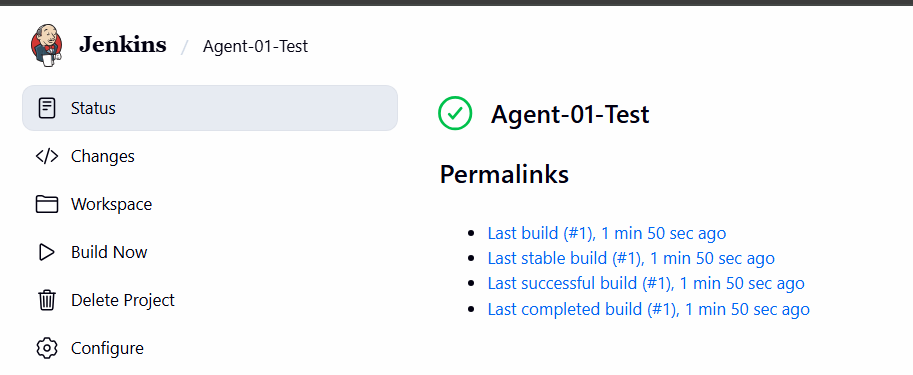 Jenkins / Agent-01-Test
Status
Changes
Workspace
Build Now
Delete Project
Configure
Agent-01-Test
Permalinks
Last build (#1), 1 min 50 sec ago
Last stable build (#1), 1 min 50 sec ago
Last successful build (#1), 1 min 50 sec ago
Last completed build (#1), 1 min 50 sec ago